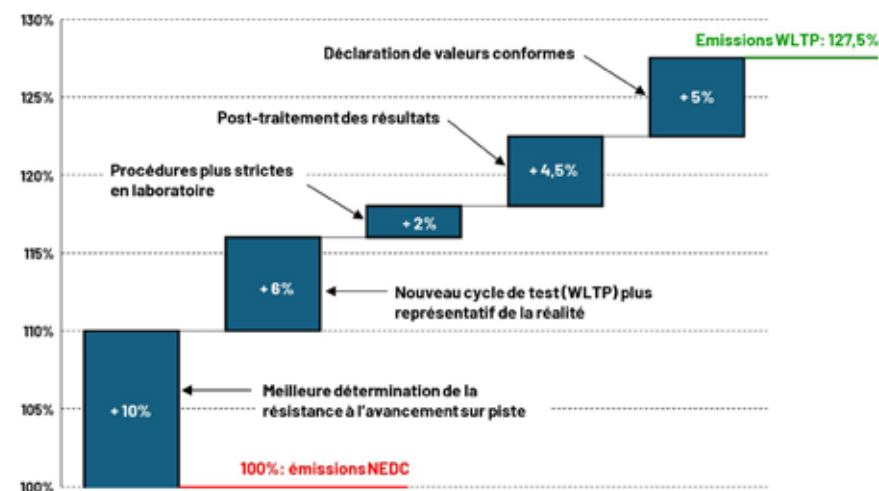 130%
Emissions WLTP: 127,5%
Déclaration de valeurs conformes
125%
+ 5%
Post-traitement des résultats
120%
Procédures plus strictes
en laboratoire
+ 4,5%
+ 2%
115%
+ 6%
Nouveau cycle de test (WLTP) plus
représentatif de la réalité
110%
Meilleure détermination de la
résistance à l'avancement sur piste
105%
+ 10%
100% : émissions NEDC
100%